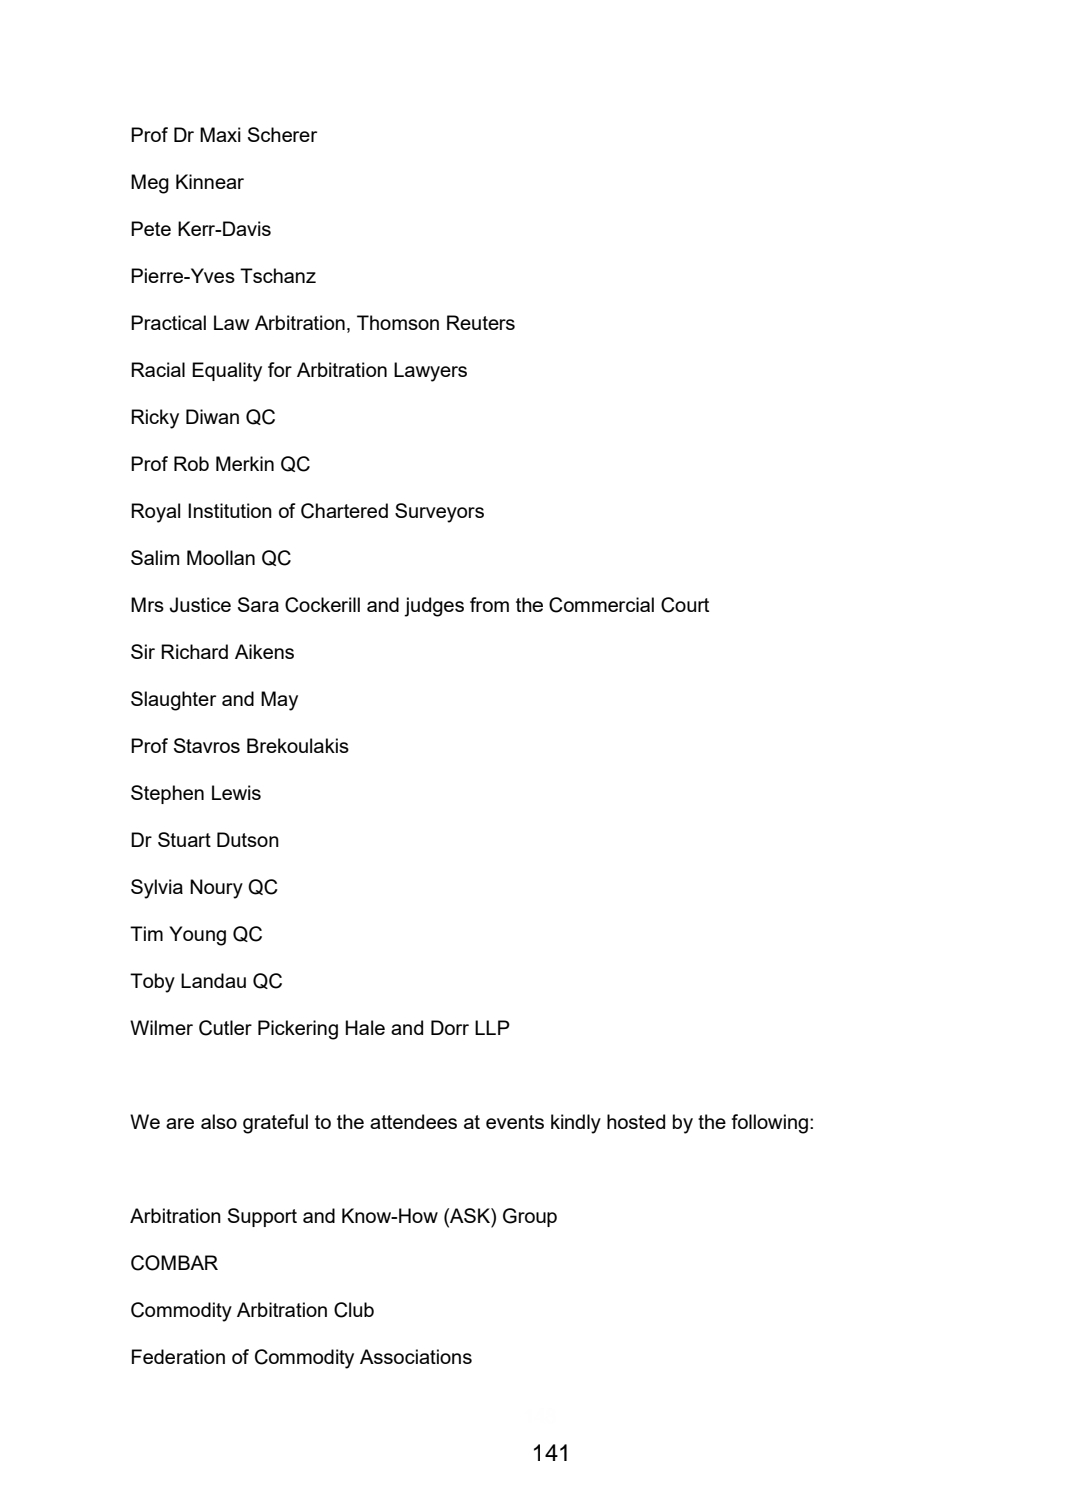 Prof Dr Maxi Scherer
Meg Kinnear
Pete Kerr-Davis
Pierre-Yves Tschanz
Practical Law Arbitration, Thomson Reuters
Racial Equality for Arbitration Lawyers
Ricky Diwan QC
Prof Rob Merkin QC
Royal Institution of Chartered Surveyors
Salim Moollan QC
Mrs Justice Sara Cockerill and judges from the Commercial Court
Sir Richard Aikens
Slaughter and May
Prof Stavros Brekoulakis
Stephen Lewis
Dr Stuart Dutson
Sylvia Noury QC
Tim Young QC
Toby Landau QC
Wilmer Cutler Pickering Hale and Dorr LLP
We are also grateful to the attendees at events kindly hosted by the following:
Arbitration Support and Know-How (ASK) Group
COMBAR
Commodity Arbitration Club
Federation of Commodity Associations
141